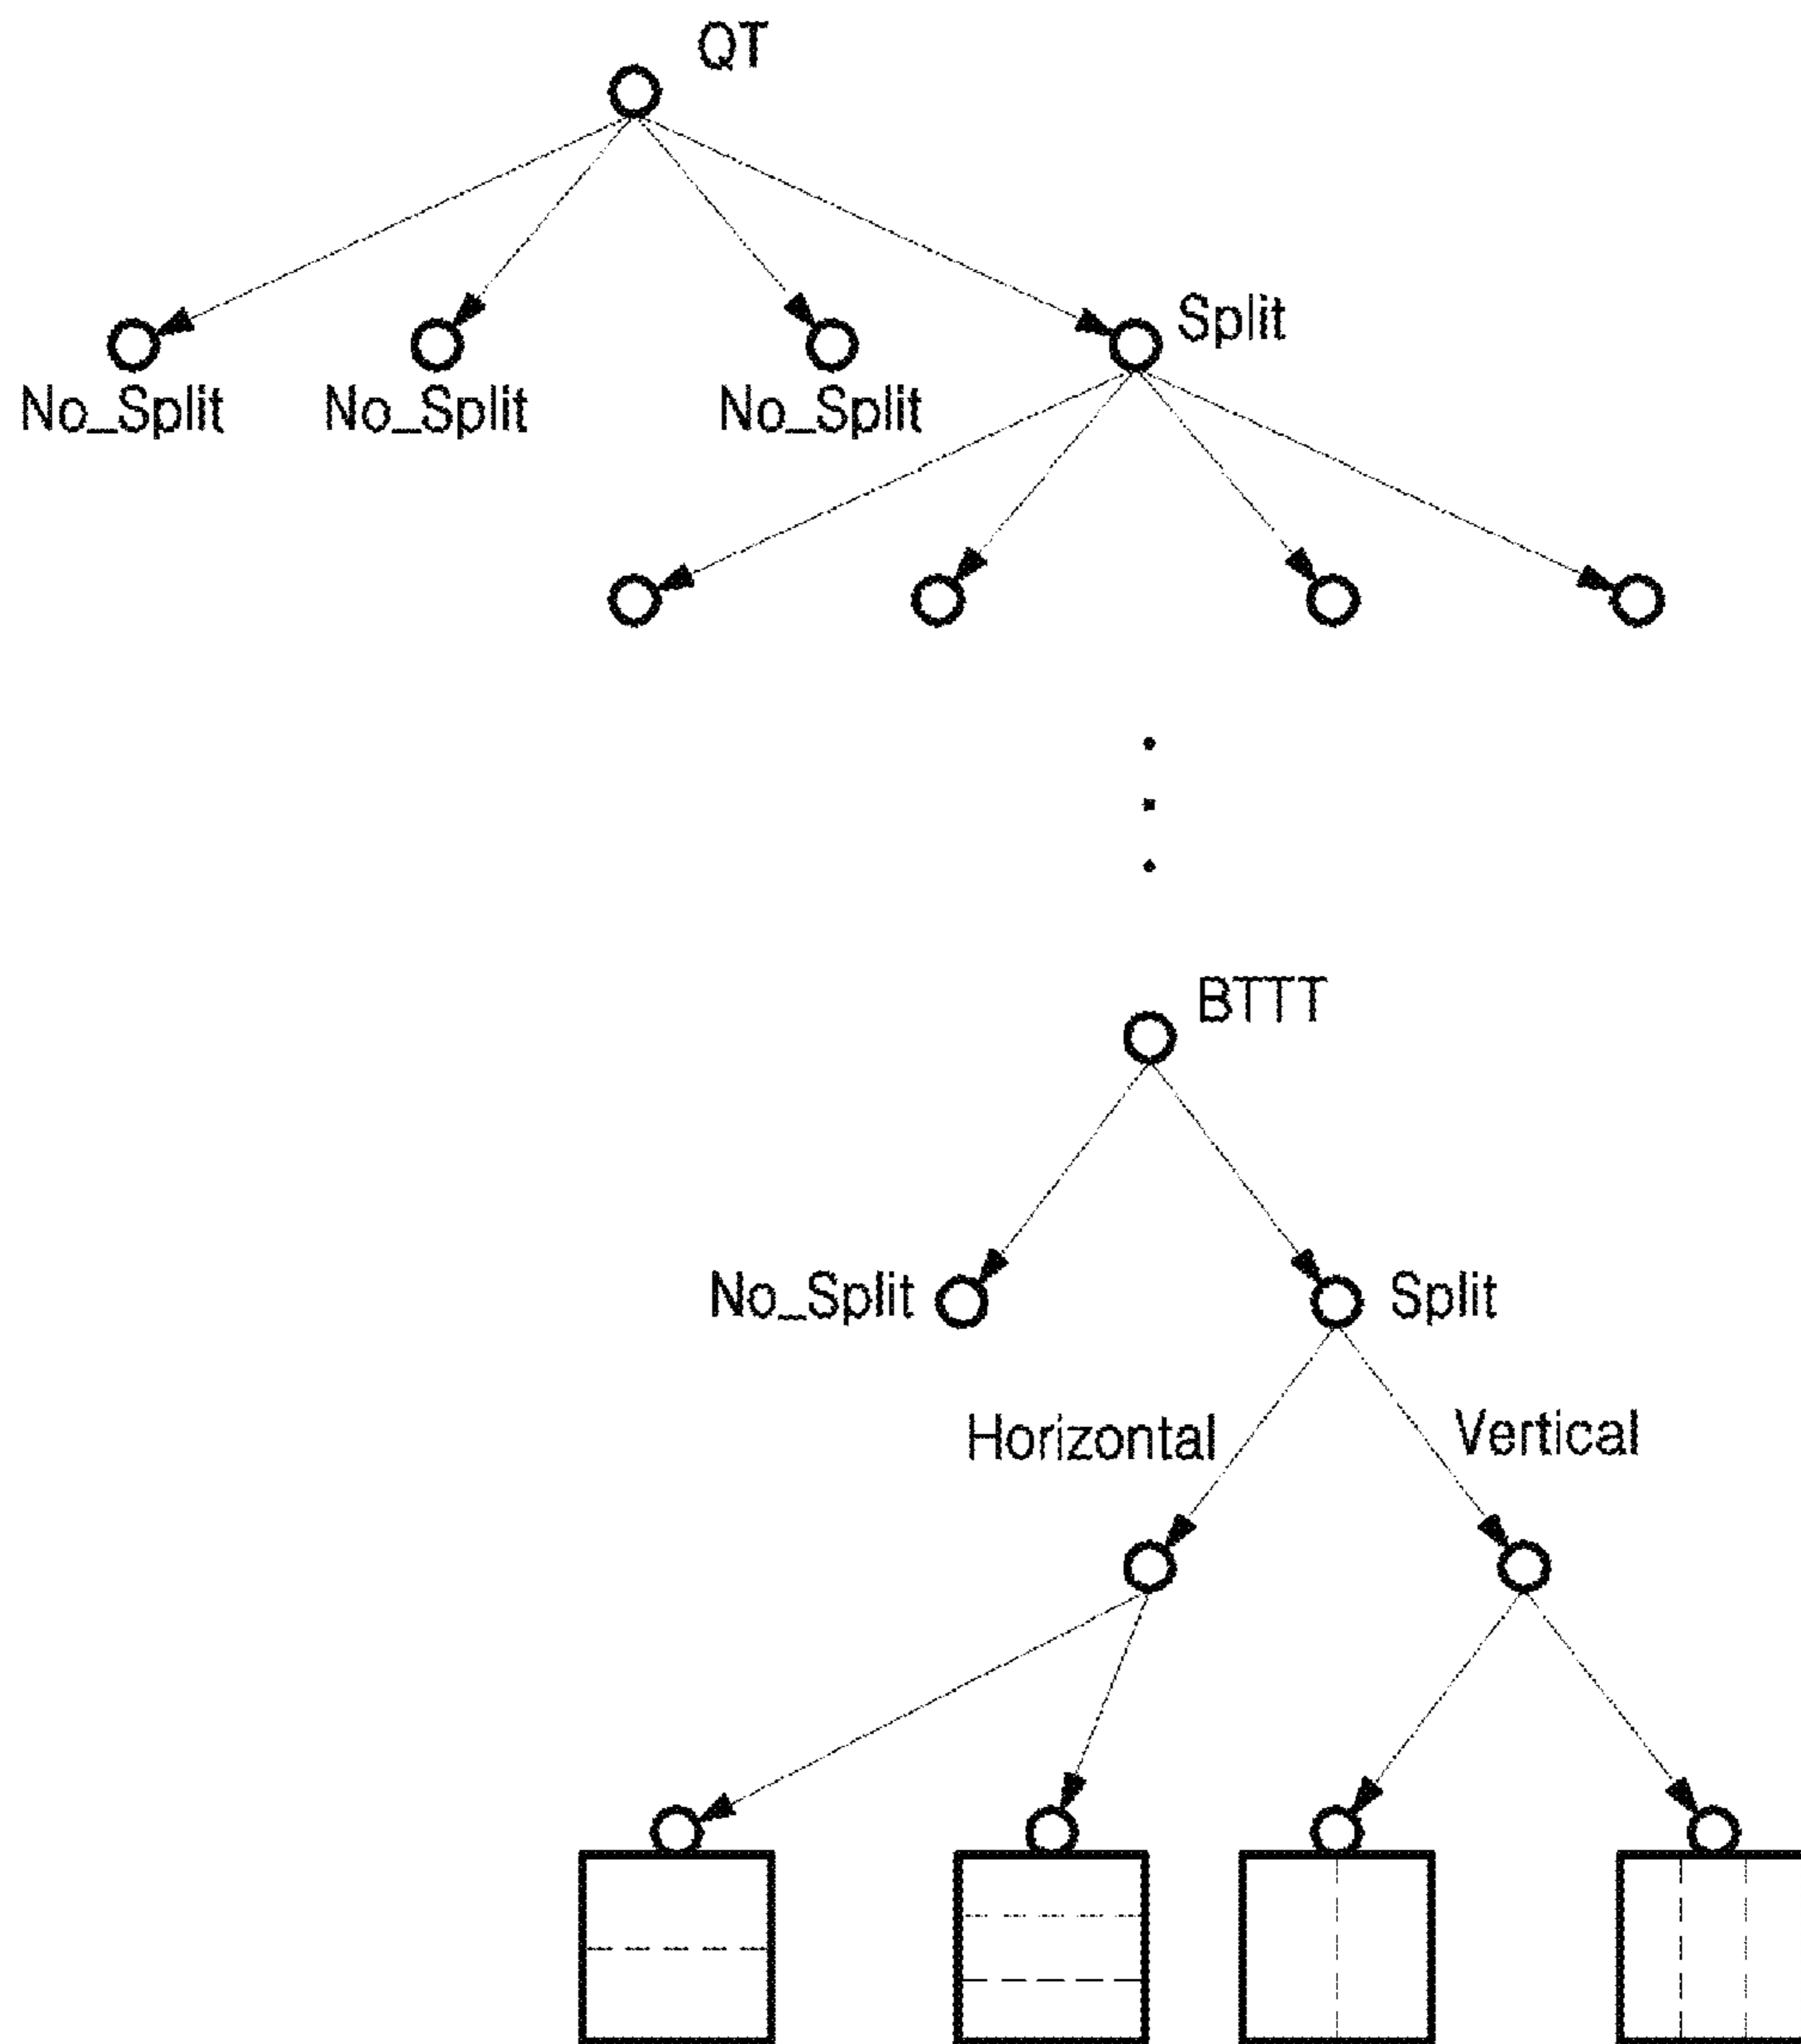 QT
Split
No_Split No_Split No_Split
BTTT
No_Split Split
Horizontal Vertical